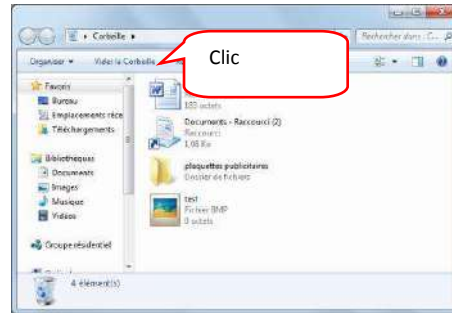 Corbeille
Rechercher dans : C...
Organiser
Vider la Corbeille
Clic
Favoris
Bureau
Emplacements réce
Téléchargements
Bibliothèques
Documents
Images
Musique
Vidéos
Groupe résidentiel
183 octets
Documents - Raccourci (2)
Raccourci
1,08 Ko
plaquettes publicitaires
Dossier de fichiers
test
Fichier BMP
0 octets
4 élément(s)